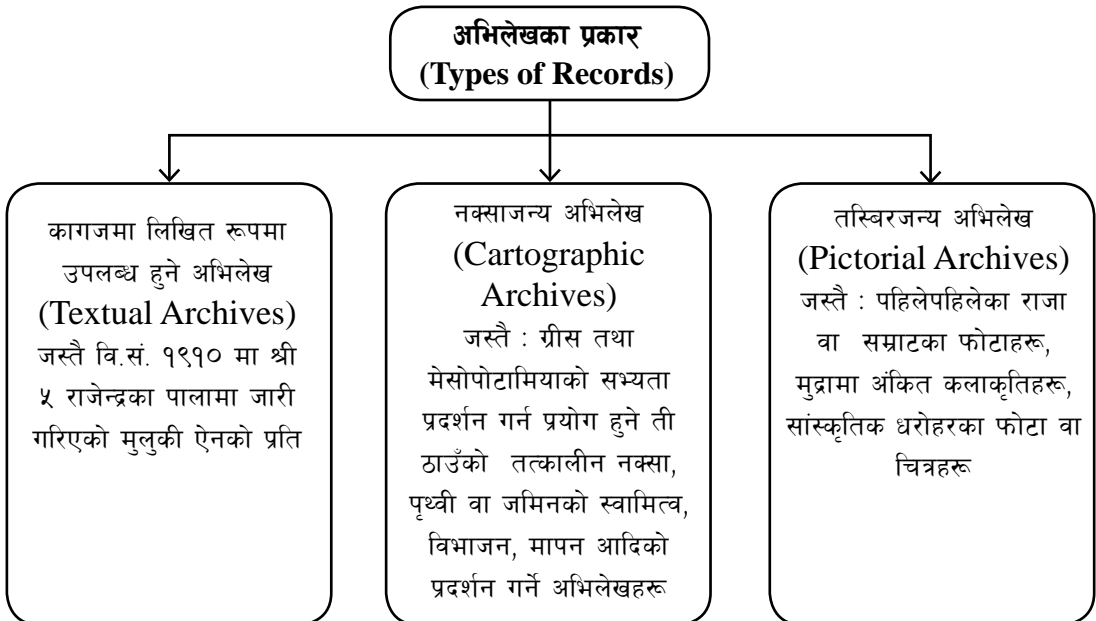 अभिलेखका प्रकार
(Types of Records)
कागजमा लिखित रूपमा
उपलब्ध हुने अभिलेख
(Textual Archives)
जस्तै वि.सं. १९१० मा श्री
५ राजेन्द्रका पालामा जारी
गरिएको मुलुकी ऐनको प्रति
नक्साजन्य अभिलेख
(Cartographic
Archives)
जस्तै : ग्रीस तथा
मेसोपोटामियाको सभ्यता
प्रदर्शन गर्न प्रयोग हुने ती
ठाउँको तत्कालीन नक्सा,
पृथ्वी वा जमिनको स्वामित्व,
विभाजन, मापन आदिको
प्रदर्शन गर्ने अभिलेखहरू
तस्बिरजन्य अभिलेख
(Pictorial Archives)
जस्तै : पहिलेपहिलेका राजा
वा सम्राटका फोटाहरू,
मुद्रामा अंकित कलाकृतिहरू,
सांस्कृतिक धरोहरका फोटा वा
चित्रहरू